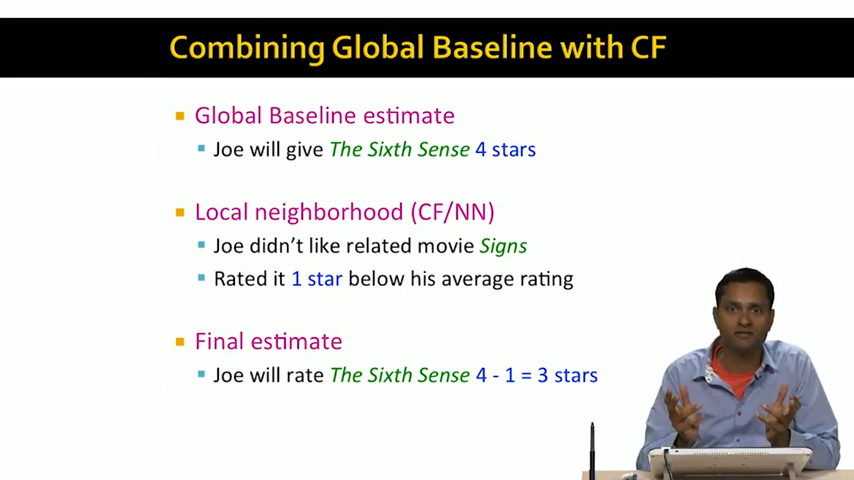 Combining Global Baseline with CF
Global Baseline estimate
Joe will give The Sixth Sense 4 stars
Local neighborhood (CF/NN)
Joe didn't like related movie Signs
Rated it 1 star below his average rating
Final estimate
Joe will rate The Sixth Sense 4 - 1 = 3 stars